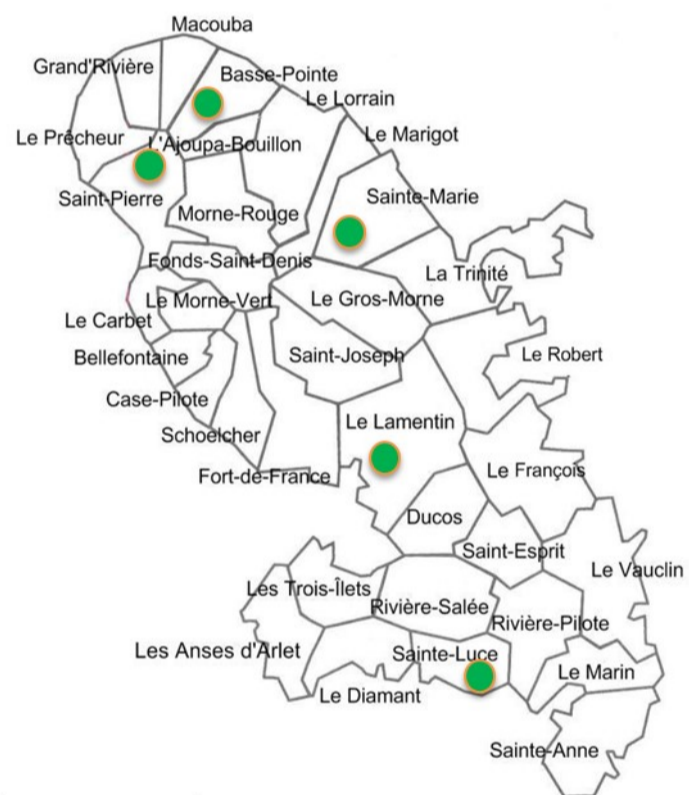 Macouba
Grand'Rivière
Basse-Pointe
Le Lorrain
Le Prêcheur
L'Ajoupa-Bouillon
Le Marigot
Saint-Pierre
Sainte-Marie
Morne-Rouge
Fonds-Saint-Denis
La Trinité
Le Morne-Vert
Le Gros-Morne
Le Carbet
Bellefontaine
Saint-Joseph
Le Robert
Case-Pilote
Le Lamentin
Schoelcher
Fort-de-France
Le François
Ducos
Saint-Esprit
Le Vauclin
Les Trois-Îlets
Rivière-Salée
Rivière-Pilote
Les Anses d'Arlet
Sainte-Luce
Le Marin
Le Diamant
Sainte-Anne